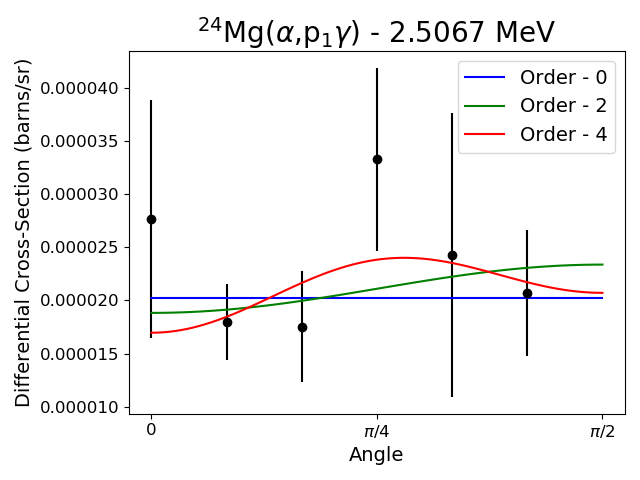 ²⁴Mg(α,p₁γ) - 2.5067 MeV
Differential Cross-Section (barns/sr)
0.000040
0.000035
0.000030
0.000025
0.000020
0.000015
0.000010
Order - 0
Order - 2
Order - 4
0
π/4
π/2
Angle